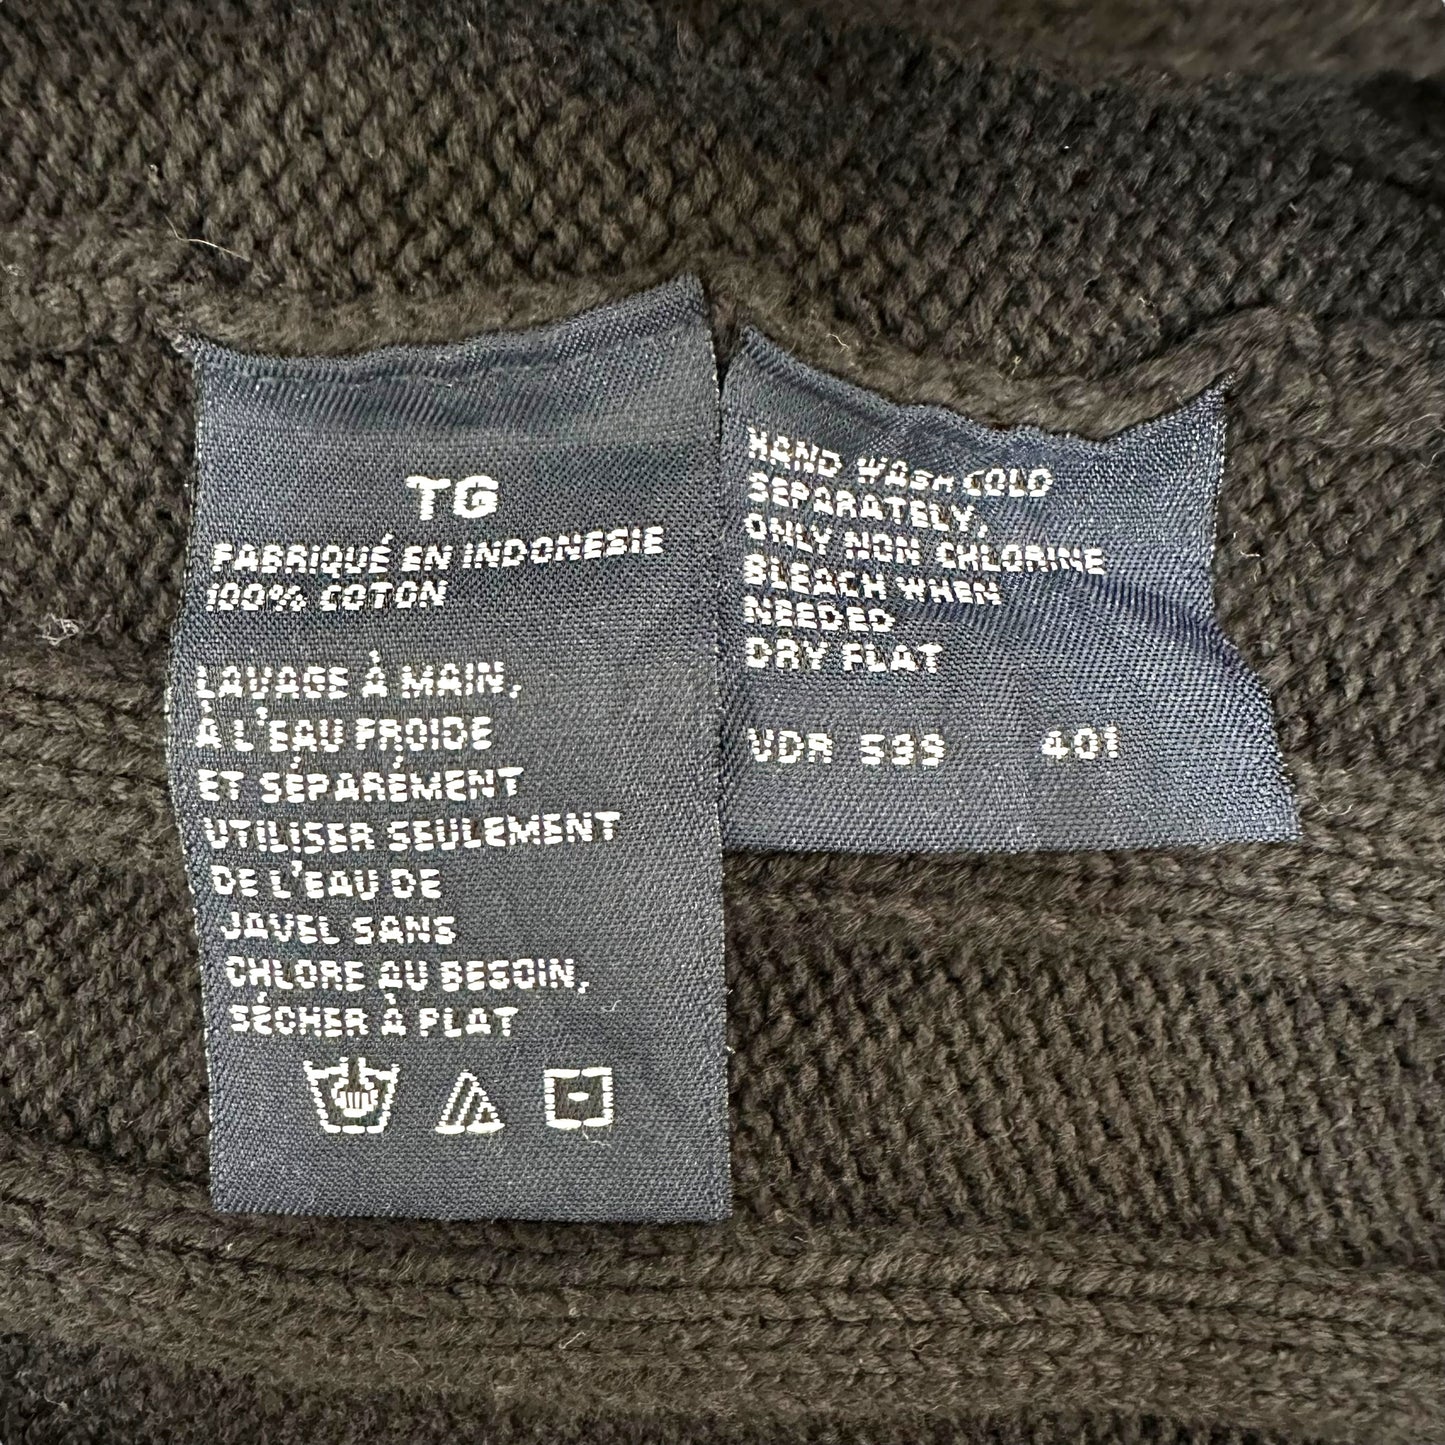 TG
FABRIQUÉ EN INDONESIE
100% COTON
LAVAGE À MAIN,
À L'EAU FROIDE
ET SÉPARÉMENT
UTILISER SEULEMENT
DE L'EAU DE
JAVEL SANS
CHLORE AU BESOIN,
SÉCHER À PLAT
HAND WASH COLD
SEPARATELY,
ONLY NON CHLORINE
BLEACH WHEN
NEEDED
DRY FLAT
VDR 401